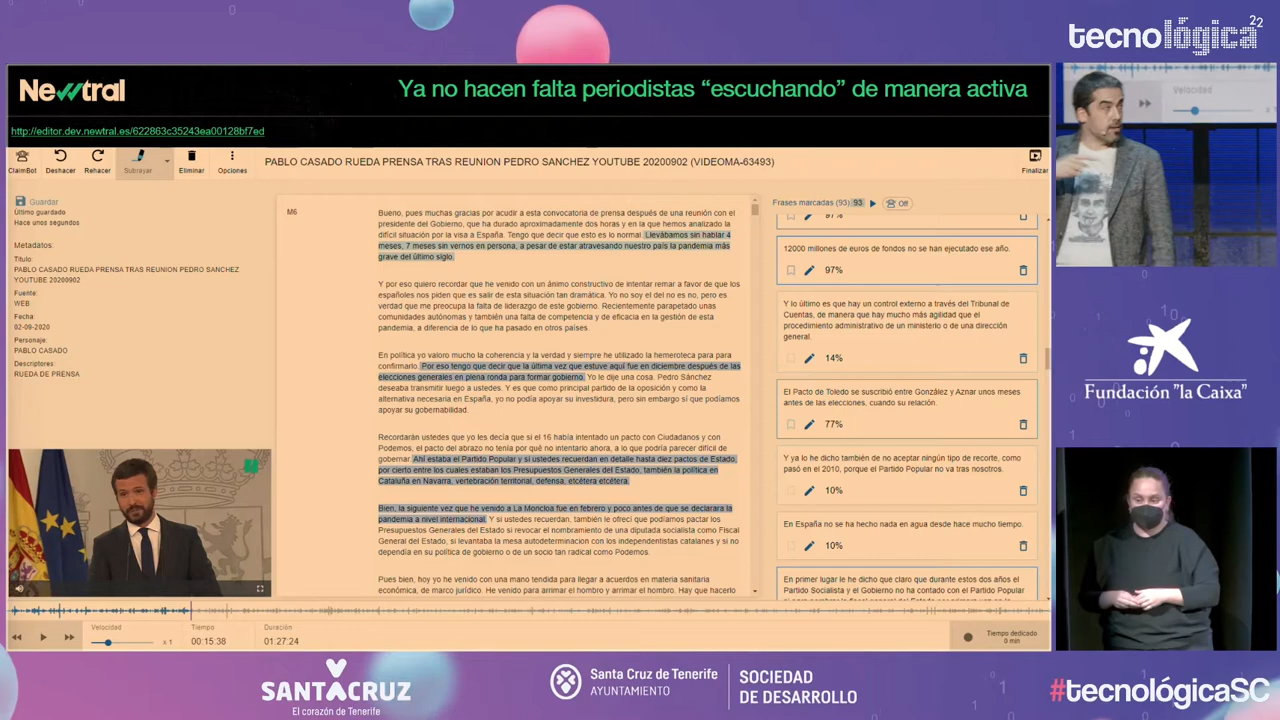 tecnológica22
Newtral
Ya no hacen falta periodistas “escuchando” de manera activa
http://editor.dev.newtral.es/622863c35243ea00128bf7ed
ClaimBot
Deshacer
Rehacer
Subrayar
Eliminar
Opciones
PABLO CASADO RUEDA PRENSA TRAS REUNION PEDRO SANCHEZ YOUTUBE 20200902 (VIDEOMA-63493)
Finalizar
Guardar
Último guardado
Hace unos segundos
Metadatos:
Título:
PABLO CASADO RUEDA PRENSA TRAS REUNION PEDRO SANCHEZ
YOUTUBE 20200902
Fuente:
WEB
Fecha
02-09-2020
Personaje:
PABLO CASADO
Descriptores:
RUEDA DE PRENSA
M6
Bueno, pues muchas gracias por acudir a esta convocatoria de prensa después de una reunión con el
presidente del Gobierno, que ha durado aproximadamente dos horas y en la que hemos analizado la
difícil situación por la visa a España. Tengo que decir que esto es lo normal. Llevábamos sin hablar 4
meses, 7 meses sin vernos en persona, a pesar de estar atravesando nuestro país la pandemia más
grave del último siglo.
Y por eso quiero recordar que he venido con un ánimo constructivo de intentar remar a favor de que los
españoles nos piden que es salir de esta situación tan dramática. Yo no soy el del no es no, pero es
verdad que me preocupa la falta de liderazgo de este gobierno. Recientemente parapetado unas
comunidades autónomas y también una falta de competencia y de eficacia en la gestión de esta
pandemia, a diferencia de lo que ha pasado en otros países.
En política yo valoro mucho la coherencia y la verdad y siempre he utilizado la hemeroteca para para
confirmarlo. Por eso tengo que decir que la última vez que estuve aquí fue en diciembre después de las
elecciones generales en plena ronda para formar gobierno. Yo le dije una cosa. Pedro Sánchez
deseaba transmitir luego a ustedes. Y es que como principal partido de la oposición y como la
alternativa necesaria en España, yo no podía apoyar su investidura, pero sin embargo sí que podíamos
apoyar su gobernabilidad.
Recordarán ustedes que yo les decía que si el 16 había intentado un pacto con Ciudadanos y con
Podemos, el pacto del abrazo no tenía por qué no intentarlo ahora, a lo que podría parecer difícil de
gobernar. Ahí estaba el Partido Popular y si ustedes recuerdan en detalle hasta diez pactos de Estado,
por cierto entre los cuales estaban los Presupuestos Generales del Estado, también la política en
Cataluña en Navarra, vertebración territorial, defensa, etcétera etcétera.
Bien, la siguiente vez que he venido a La Moncloa fue en febrero y poco antes de que se declarara la
pandemia a nivel internacional. Y si ustedes recuerdan, también le ofrecí que podíamos pactar los
Presupuestos Generales del Estado si revocar el nombramiento de una diputada socialista como Fiscal
General del Estado, si levantaba la mesa autodeterminacion con los independentistas catalanes y si no
dependía en su política de gobierno o de un socio tan radical como Podemos.
Pues bien, hoy yo he venido con una mano tendida para llegar a acuerdos en materia sanitaria
económica, de marco jurídico. He venido para arrimar el hombro y arrimar el hombro. Hay que hacerlo
Frases marcadas (93) 93
Off
97%
12000 millones de euros de fondos no se han ejecutado ese año.
97%
Y lo último es que hay un control externo a través del Tribunal de
Cuentas, de manera que hay mucho más agilidad que el
procedimiento administrativo de un ministerio o de una dirección
general.
14%
El Pacto de Toledo se suscribió entre González y Aznar unos meses
antes de las elecciones, cuando su relación.
77%
Y ya lo he dicho también de no aceptar ningún tipo de recorte, como
pasó en el 2010, porque el Partido Popular no va tras nosotros.
10%
En España no se ha hecho nada en agua desde hace mucho tiempo.
10%
En primer lugar le he dicho que claro que durante estos dos años el
Partido Socialista y el Gobierno no ha contado con el Partido Popular
Velocidad
x 1
Tiempo
00:15:38
Duración
01:27:24
Tiempo dedicado
0 min
Velocidad
Fundación "la Caixa"
SANTACRUZ
El corazón de Tenerife
Santa Cruz de Tenerife
AYUNTAMIENTO
SOCIEDAD
DE DESARROLLO
#tecnológicaSC